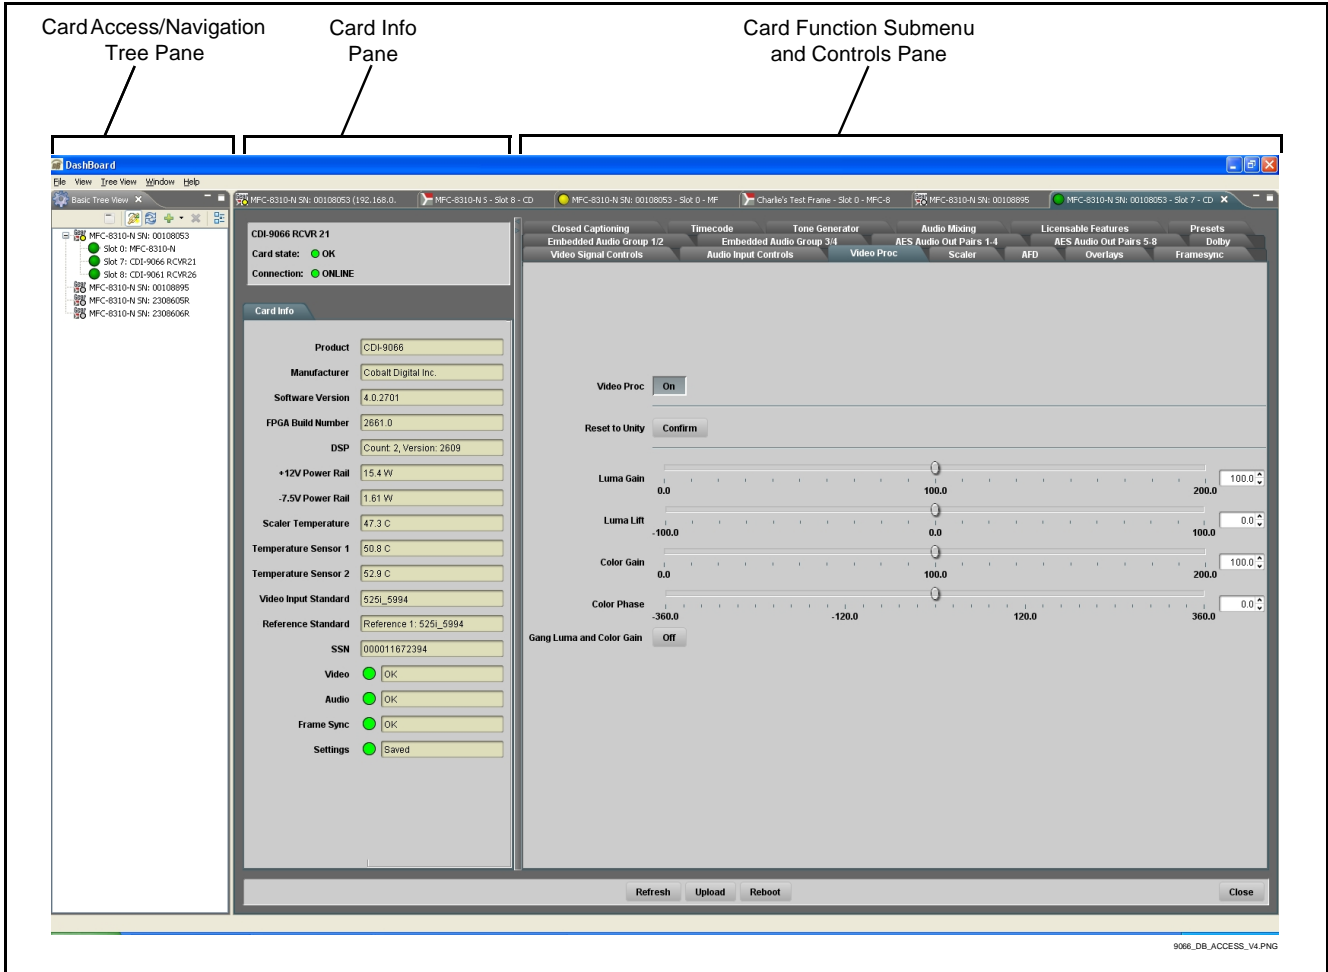 Card Access/Navigation
Tree Pane
Card Info
Pane
Card Function Submenu
and Controls Pane
DashBoard
File View Tree View Window Help
Basic Tree View
MFC-8310-N SN: 00108053 (192.168.0.
MFC-8310-N S - Slot 8 - CD
MFC-8310-N SN: 00108053 - Slot 0 - MF
Charlie's Test Frame - Slot 0 - MFC-8
MFC-8310-N SN: 00108895
MFC-8310-N SN: 00108053 - Slot 7 - CD
MFC-8310-N SN: 00108053
Slot 0: MFC-8310-N
Slot 7: CDI-9066 RCVR21
Slot 8: CDI-9061 RCVR26
MFC-8310-N SN: 00108895
MFC-8310-N SN: 2308605R
MFC-8310-N SN: 2308606R
CDI-9066 RCVR 21
Card state: OK
Connection: ONLINE
Card Info
Product CDI-9066
Manufacturer Cobalt Digital Inc.
Software Version 4.0.2701
FPGA Build Number 2661.0
DSP Count: 2, Version: 2609
+12V Power Rail 15.4 W
-7.5V Power Rail 1.61 W
Scaler Temperature 47.3 C
Temperature Sensor 1 50.8 C
Temperature Sensor 2 52.9 C
Video Input Standard 525i_5994
Reference Standard Reference 1: 525i_5994
SSN 000011672394
Video OK
Audio OK
Frame Sync OK
Settings Saved
Closed Captioning Timecode Tone Generator Audio Mixing Licensable Features Presets
Embedded Audio Group 1/2 Embedded Audio Group 3/4 AES Audio Out Pairs 1-4 AES Audio Out Pairs 5-8 Dolby
Video Signal Controls Audio Input Controls Video Proc Scaler AFD Overlays Framesync
Video Proc On
Reset to Unity Confirm
Luma Gain 100.0
0.0 100.0 200.0
Luma Lift 0.0
-100.0 0.0 100.0
Color Gain 100.0
0.0 100.0 200.0
Color Phase 0.0
-360.0 -120.0 120.0 360.0
Gang Luma and Color Gain Off
Refresh Upload Reboot Close
9066_DB_ACCESS_V4.PNG